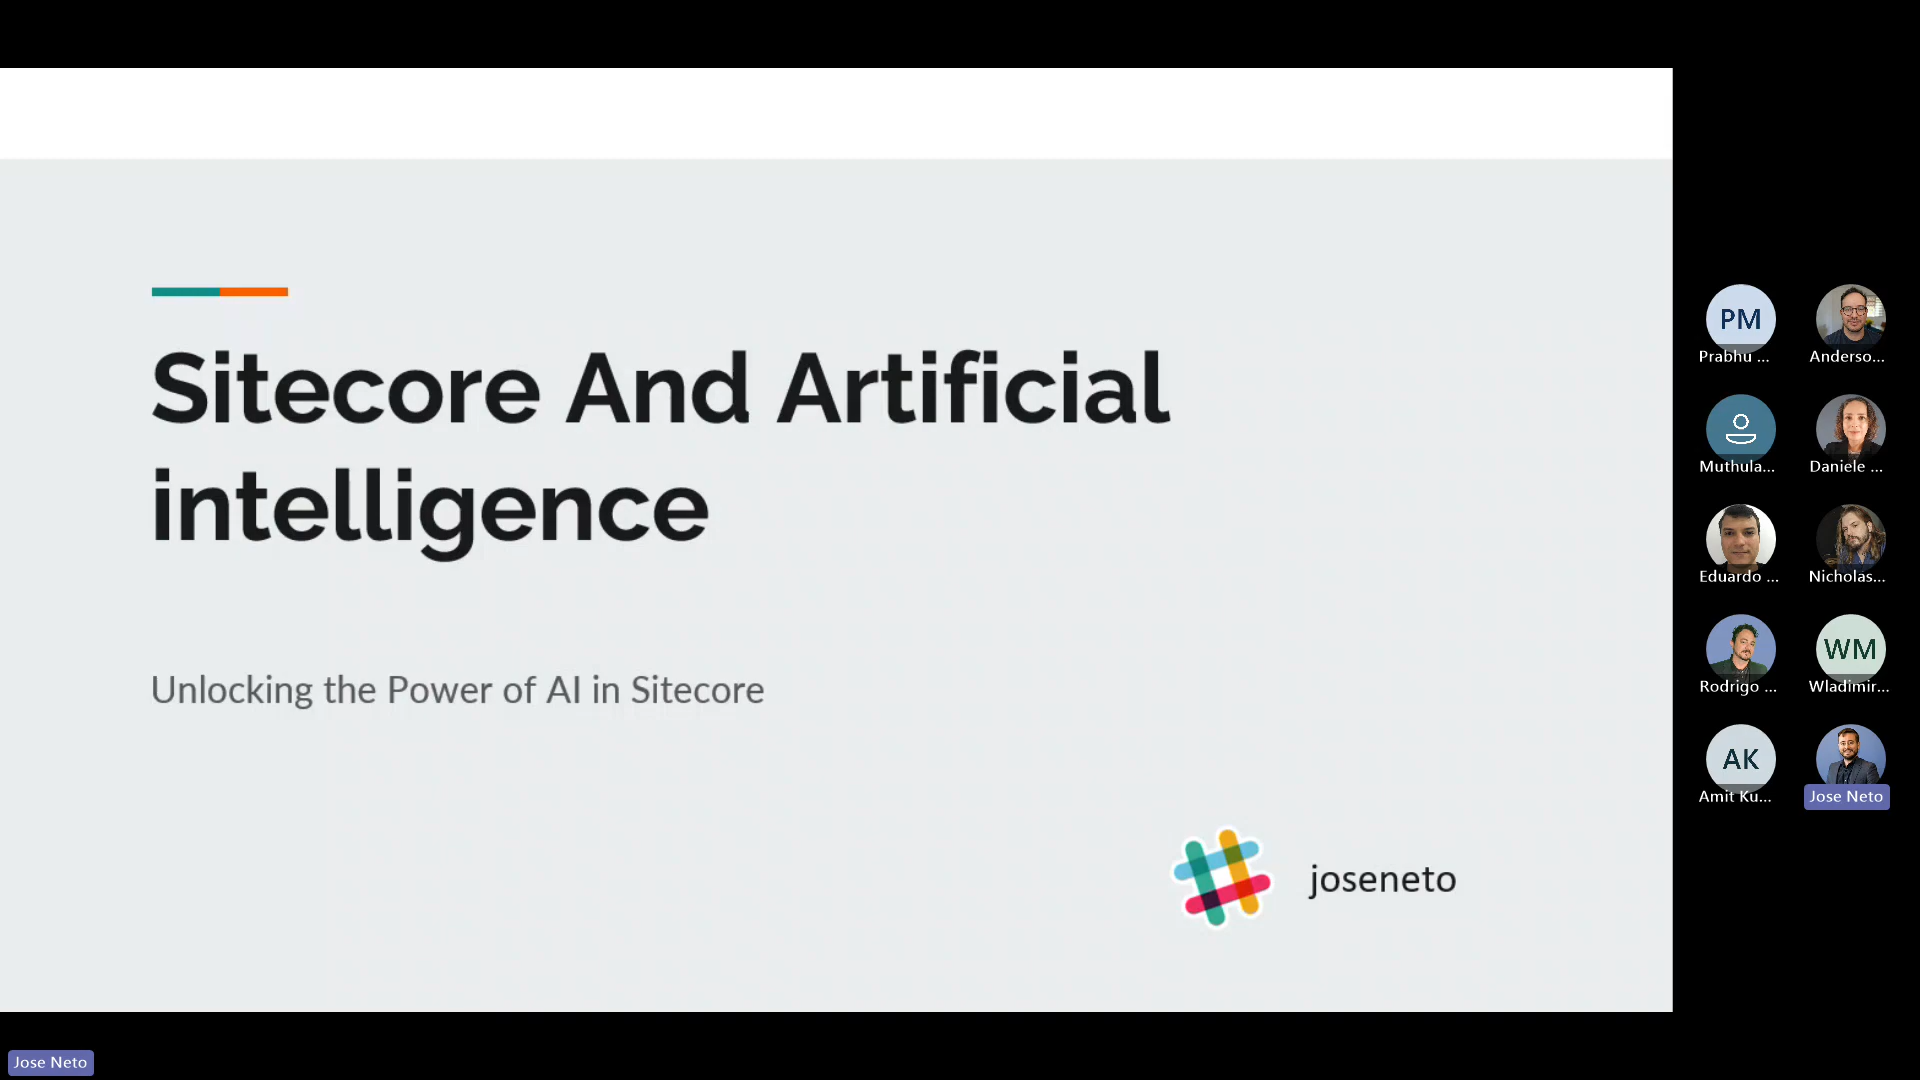 Sitecore And Artificial
intelligence
Unlocking the Power of AI in Sitecore
joseneto
PM
Prabhu ...
Anderso...
Muthula...
Daniele ...
Eduardo ...
Nicholas...
Rodrigo ...
WM
Wladimir...
AK
Amit Ku...
Jose Neto
Jose Neto